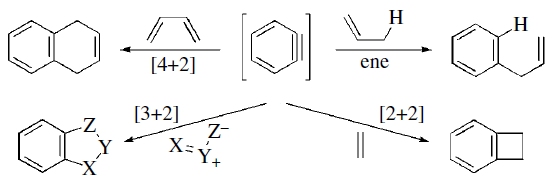 H
[4+2]
ene
H
[3+2]
[2+2]
Z
Y
X
Z-
X=Y+